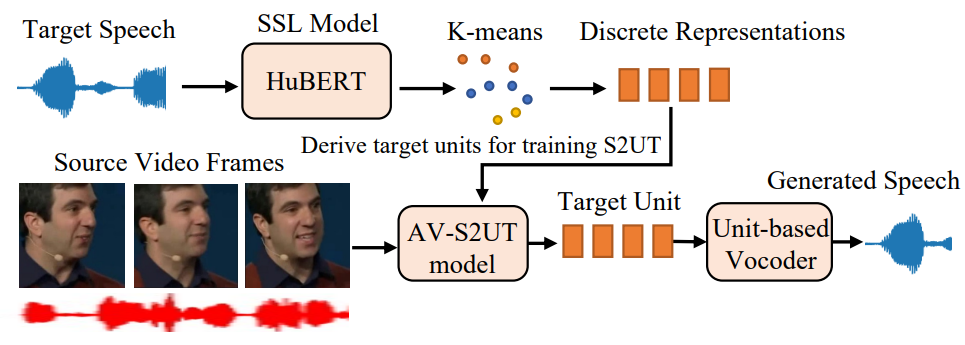 Target Speech
SSL Model
HuBERT
K-means
Discrete Representations
Derive target units for training S2UT
Source Video Frames
AV-S2UT
model
Target Unit
Unit-based
Vocoder
Generated Speech